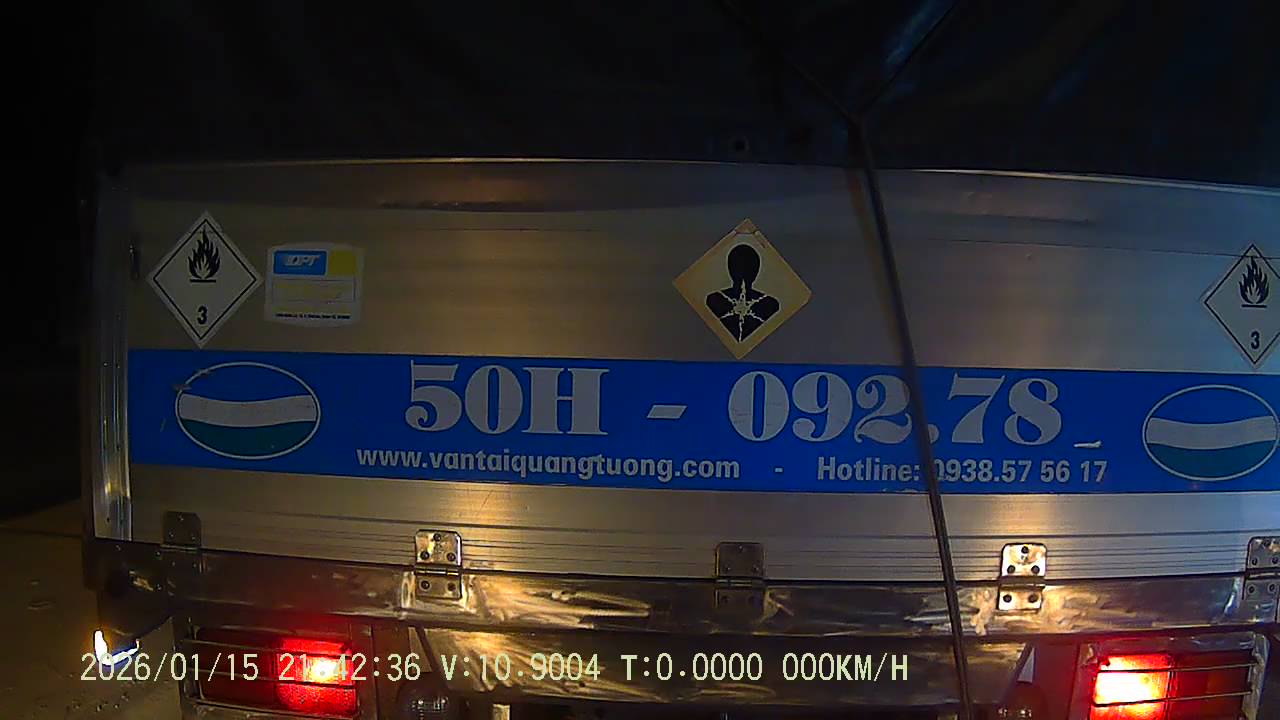 3
3
50H - 092.78
www.vantaiquangtuong.com - Hotline: 0938.57 56 17
2026/01/15 21:42:36 V:10.9004 T:0.0000 000KM/H